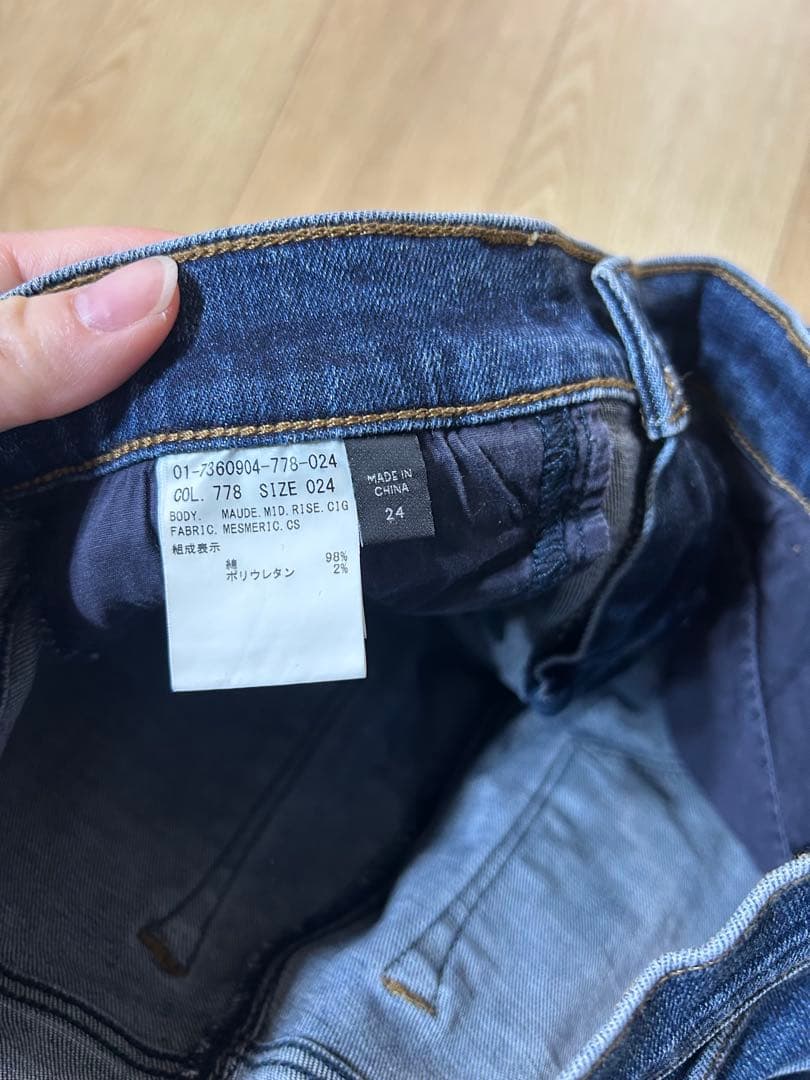 01-7360904-778-024
COL. 778 SIZE 024
BODY. MAUDE. MID. RISE. CIG
FABRIC. MESMERIC. CS
組成表示
綿 98%
ポリウレタン 2%
MADE IN
CHINA
24